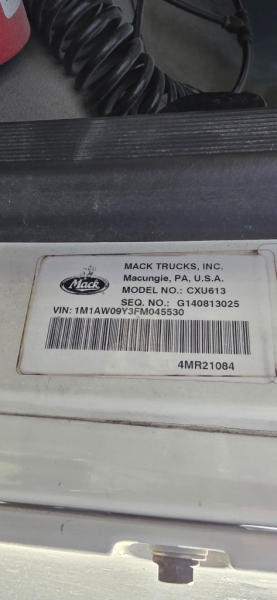 MACK TRUCKS, INC.
Macungie, PA, U.S.A.
Mack
MODEL NO.: CXU613
SEQ. NO.: G140813025
VIN: 1M1AW09Y3FM045530
4MR21084